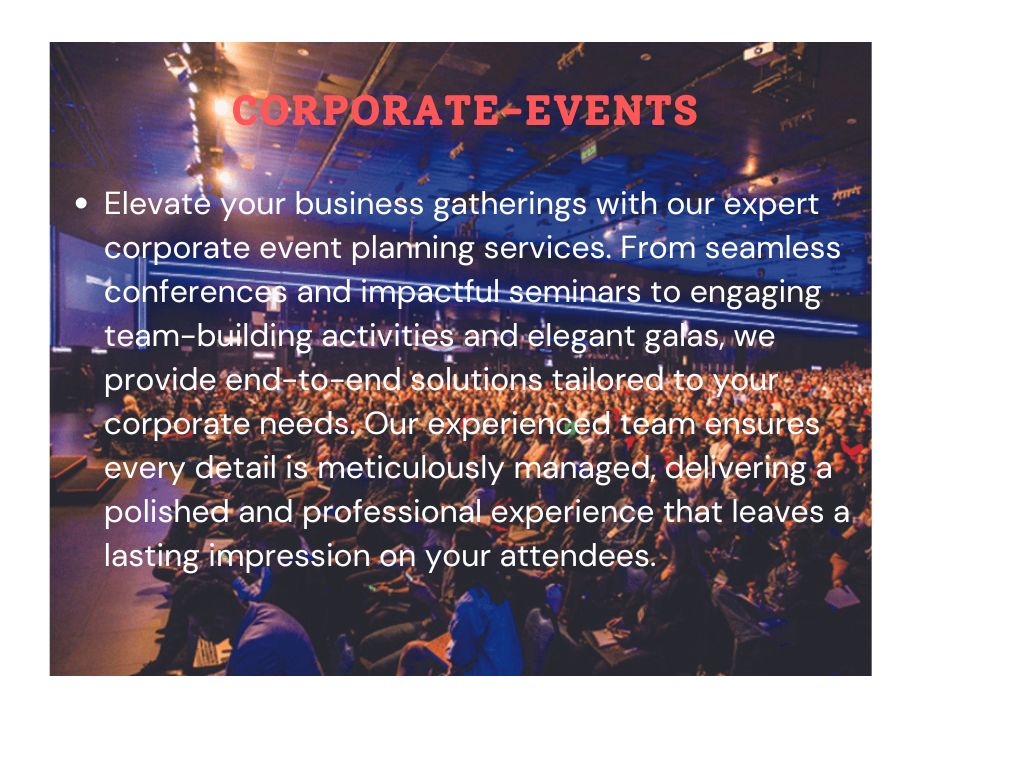 CORPORATE-EVENTS
• Elevate your business gatherings with our expert
corporate event planning services. From seamless
conferences and impactful seminars to engaging
team-building activities and elegant galas, we
provide end-to-end solutions tailored to your
corporate needs. Our experienced team ensures
every detail is meticulously managed, delivering a
polished and professional experience that leaves a
lasting impression on your attendees.